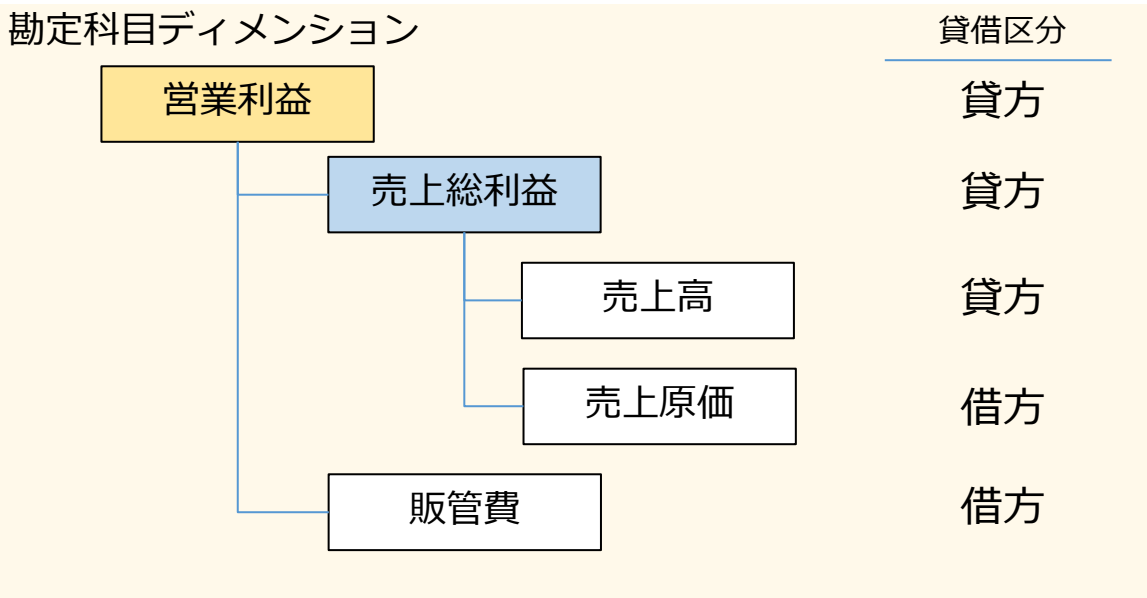 勘定科目ディメンション 貸借区分
営業利益 貸方
売上総利益 貸方
売上高 貸方
売上原価 借方
販管費 借方